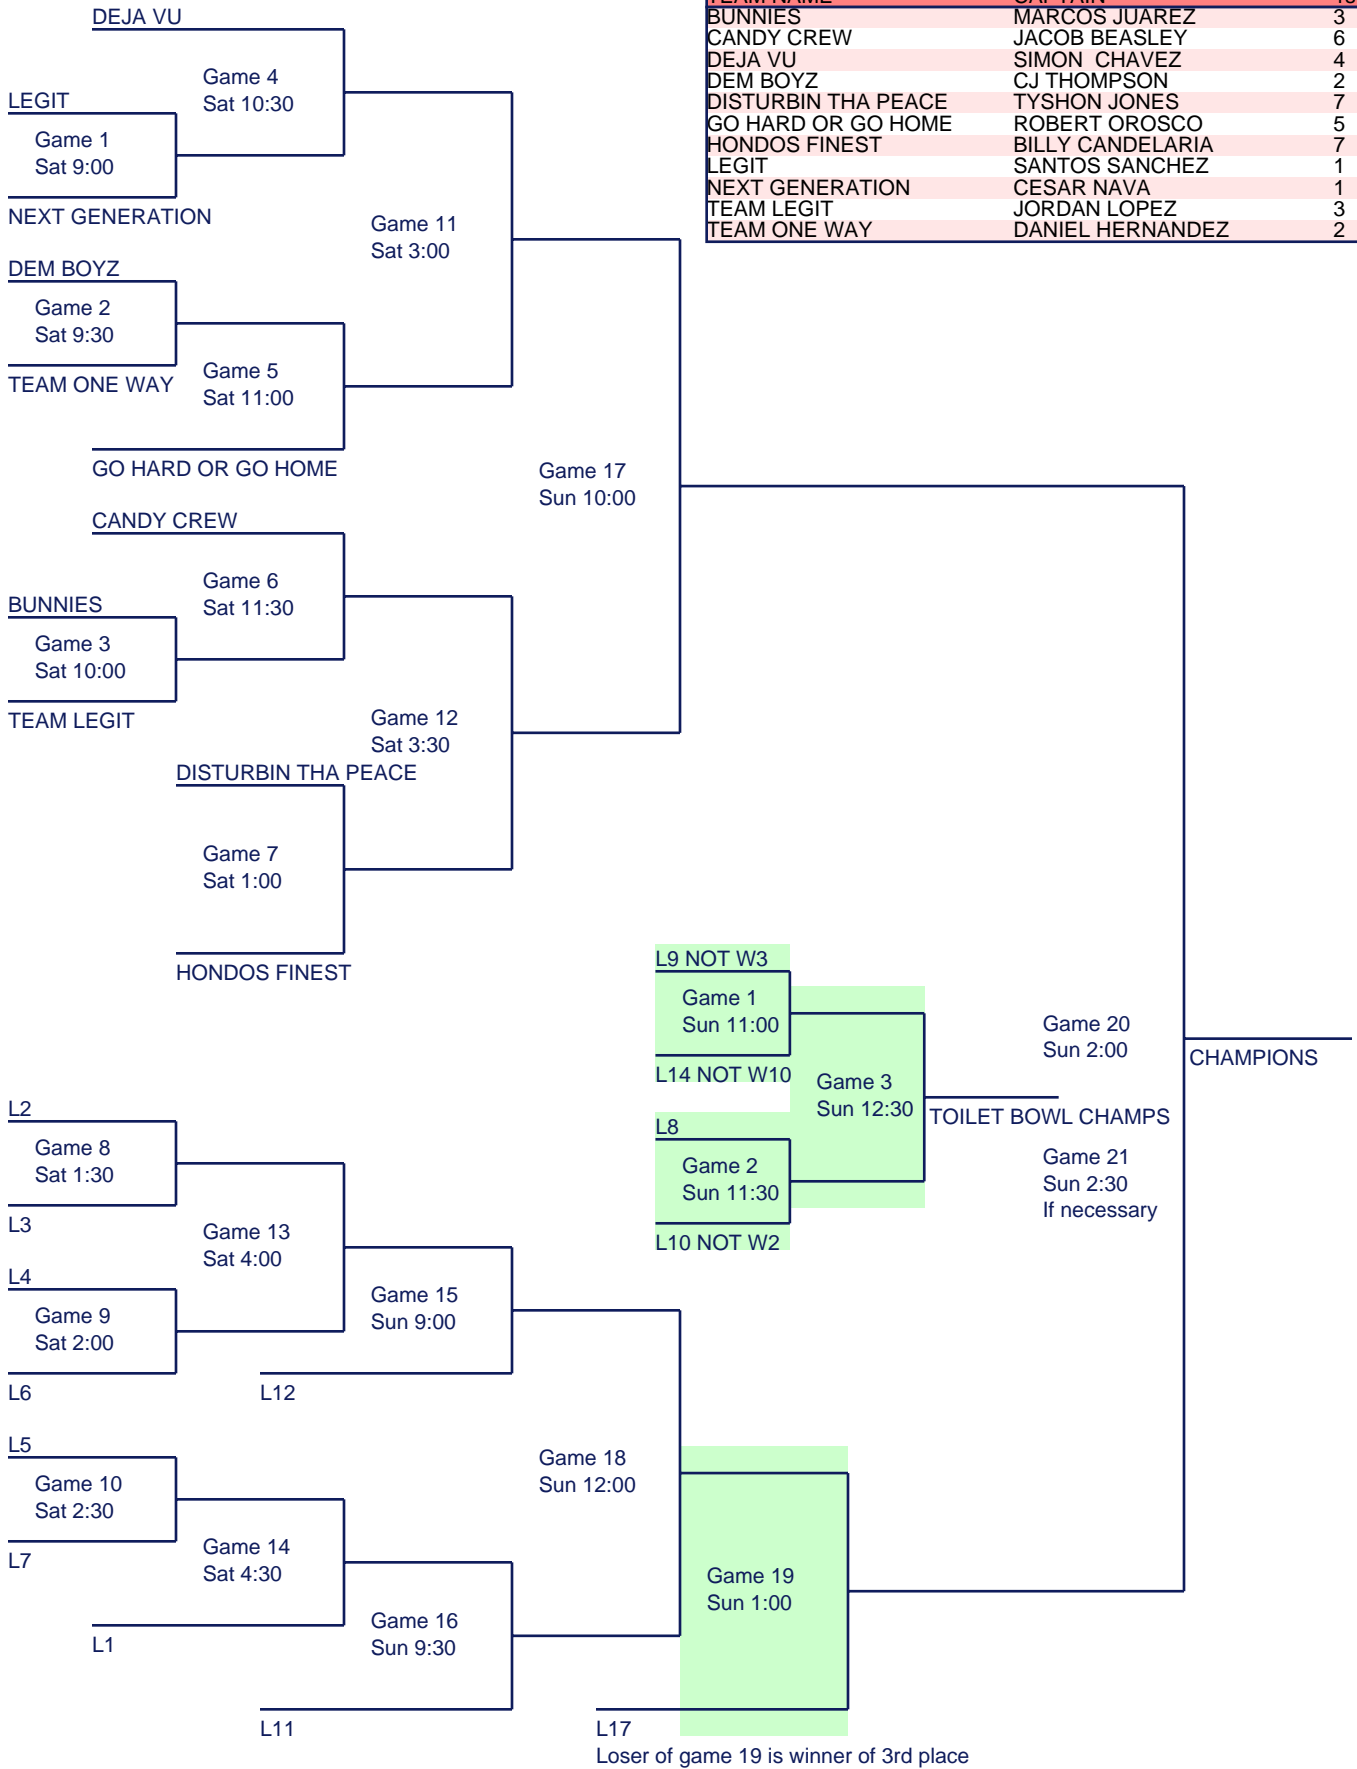 TEAM NAME CAPTAIN
BUNNIES MARCOS JUAREZ 3
CANDY CREW JACOB BEASLEY 6
DEJA VU SIMON  CHAVEZ 4
DEM BOYZ CJ THOMPSON 2
DISTURBIN THA PEACE TYSHON JONES 7
GO HARD OR GO HOME ROBERT OROSCO 5
HONDOS FINEST BILLY CANDELARIA 7
LEGIT SANTOS SANCHEZ 1
NEXT GENERATION CESAR NAVA 1
TEAM LEGIT JORDAN LOPEZ 3
TEAM ONE WAY DANIEL HERNANDEZ 2
DEJA VU
Game 4
Sat 10:30
LEGIT
Game 1
Sat 9:00
NEXT GENERATION
Game 11
Sat 3:00
DEM BOYZ
Game 2
Sat 9:30
TEAM ONE WAY
Game 5
Sat 11:00
GO HARD OR GO HOME
Game 17
Sun 10:00
CANDY CREW
Game 6
Sat 11:30
BUNNIES
Game 3
Sat 10:00
TEAM LEGIT
Game 12
Sat 3:30
DISTURBIN THA PEACE
Game 7
Sat 1:00
HONDOS FINEST
L9 NOT W3
Game 1
Sun 11:00
L14 NOT W10
Game 3
Sun 12:30
L8
Game 2
Sun 11:30
L10 NOT W2
TOILET BOWL CHAMPS
Game 20
Sun 2:00
CHAMPIONS
Game 21
Sun 2:30
If necessary
L2
Game 8
Sat 1:30
L3
Game 13
Sat 4:00
L4
Game 9
Sat 2:00
L6
Game 15
Sun 9:00
L12
L5
Game 10
Sat 2:30
L7
Game 14
Sat 4:30
L1
Game 16
Sun 9:30
L11
Game 18
Sun 12:00
Game 19
Sun 1:00
L17
Loser of game 19 is winner of 3rd place